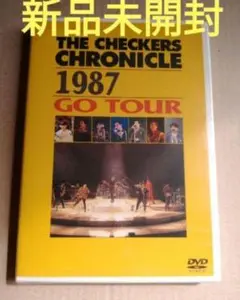 新品未開封
THE CHECKERS
CHRONICLE
1987
GO TOUR
DVD